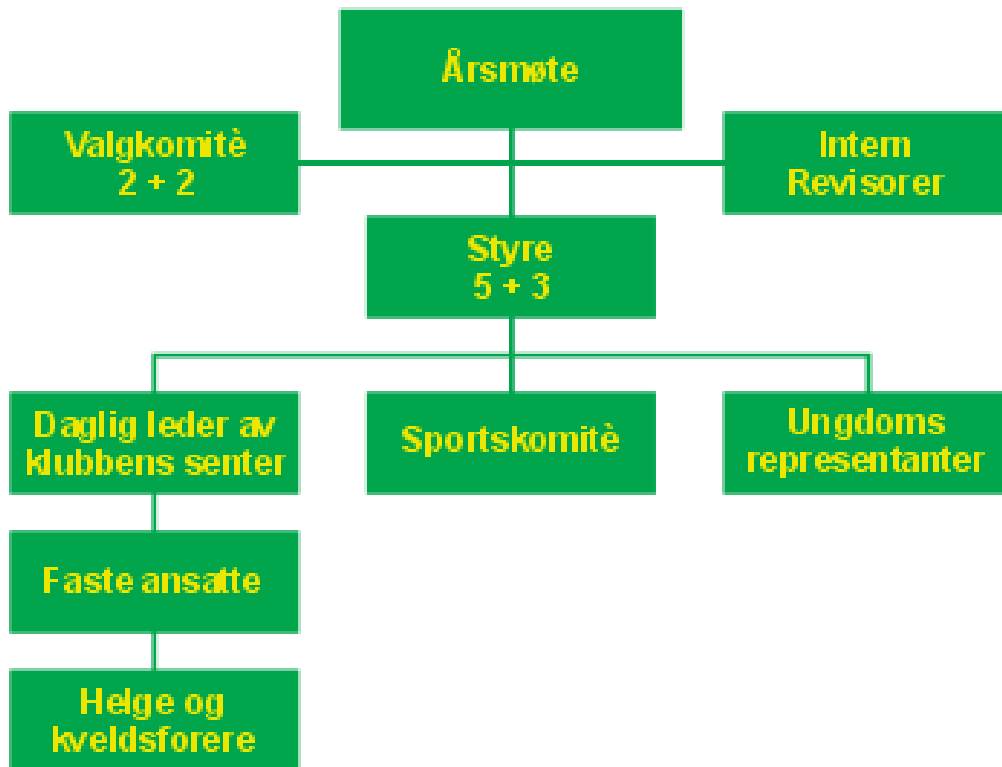 Årsmøte
Valgkomitè
2 + 2
Intern
Revisorer
Styre
5 + 3
Daglig leder av
klubbens senter
Sportskomitè
Ungdoms
representanter
Faste ansatte
Helge og
kveldsforere